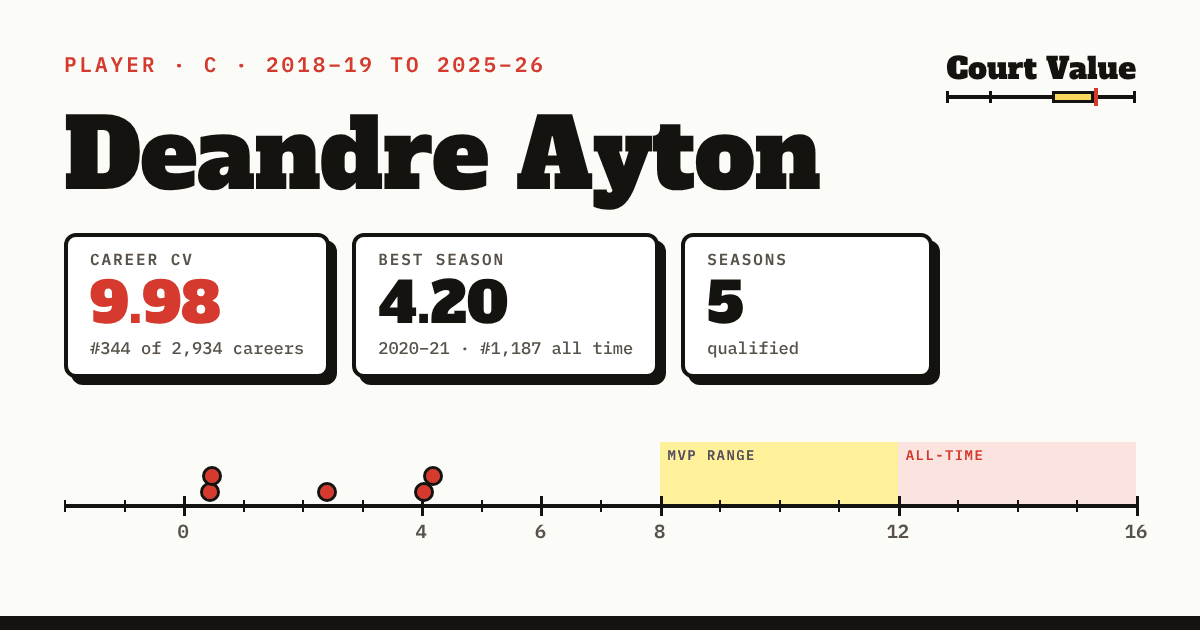 PLAYER · C · 2018–19 TO 2025–26
Court Value
Deandre Ayton
CAREER CV
9.98
#344 of 2,934 careers
BEST SEASON
4.20
2020–21 · #1,187 all time
SEASONS
5
qualified
MVP RANGE
ALL-TIME
0 4 6 8 12 16